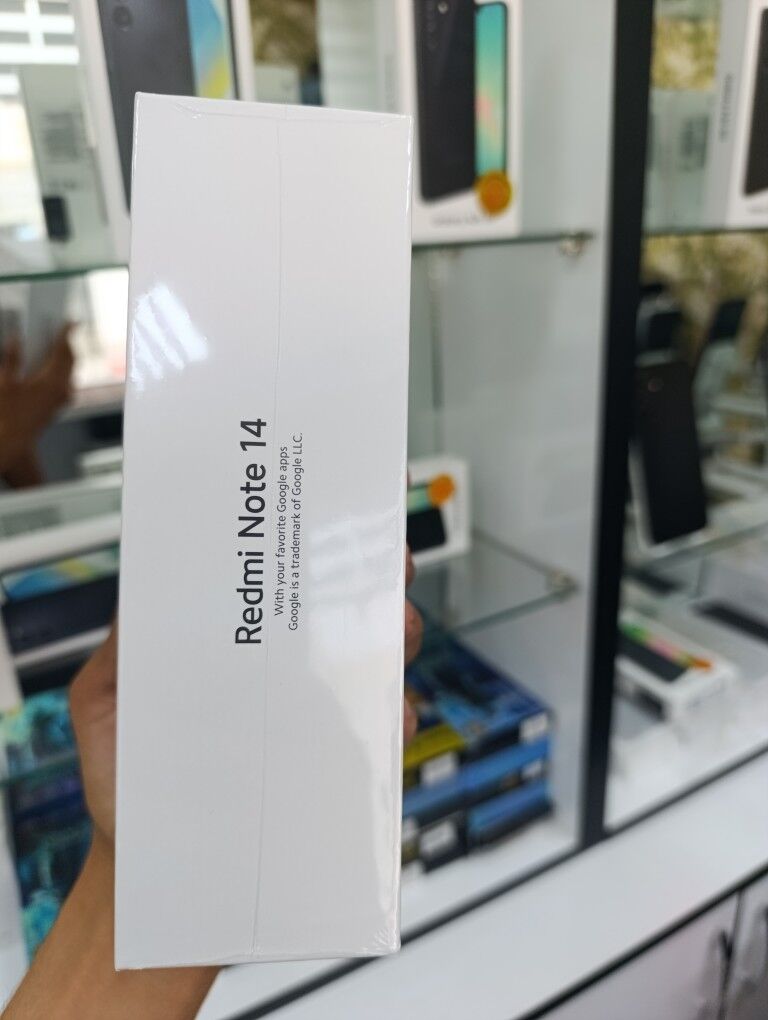 Redmi Note 14
With your favorite Google apps
Google is a trademark of Google LLC.